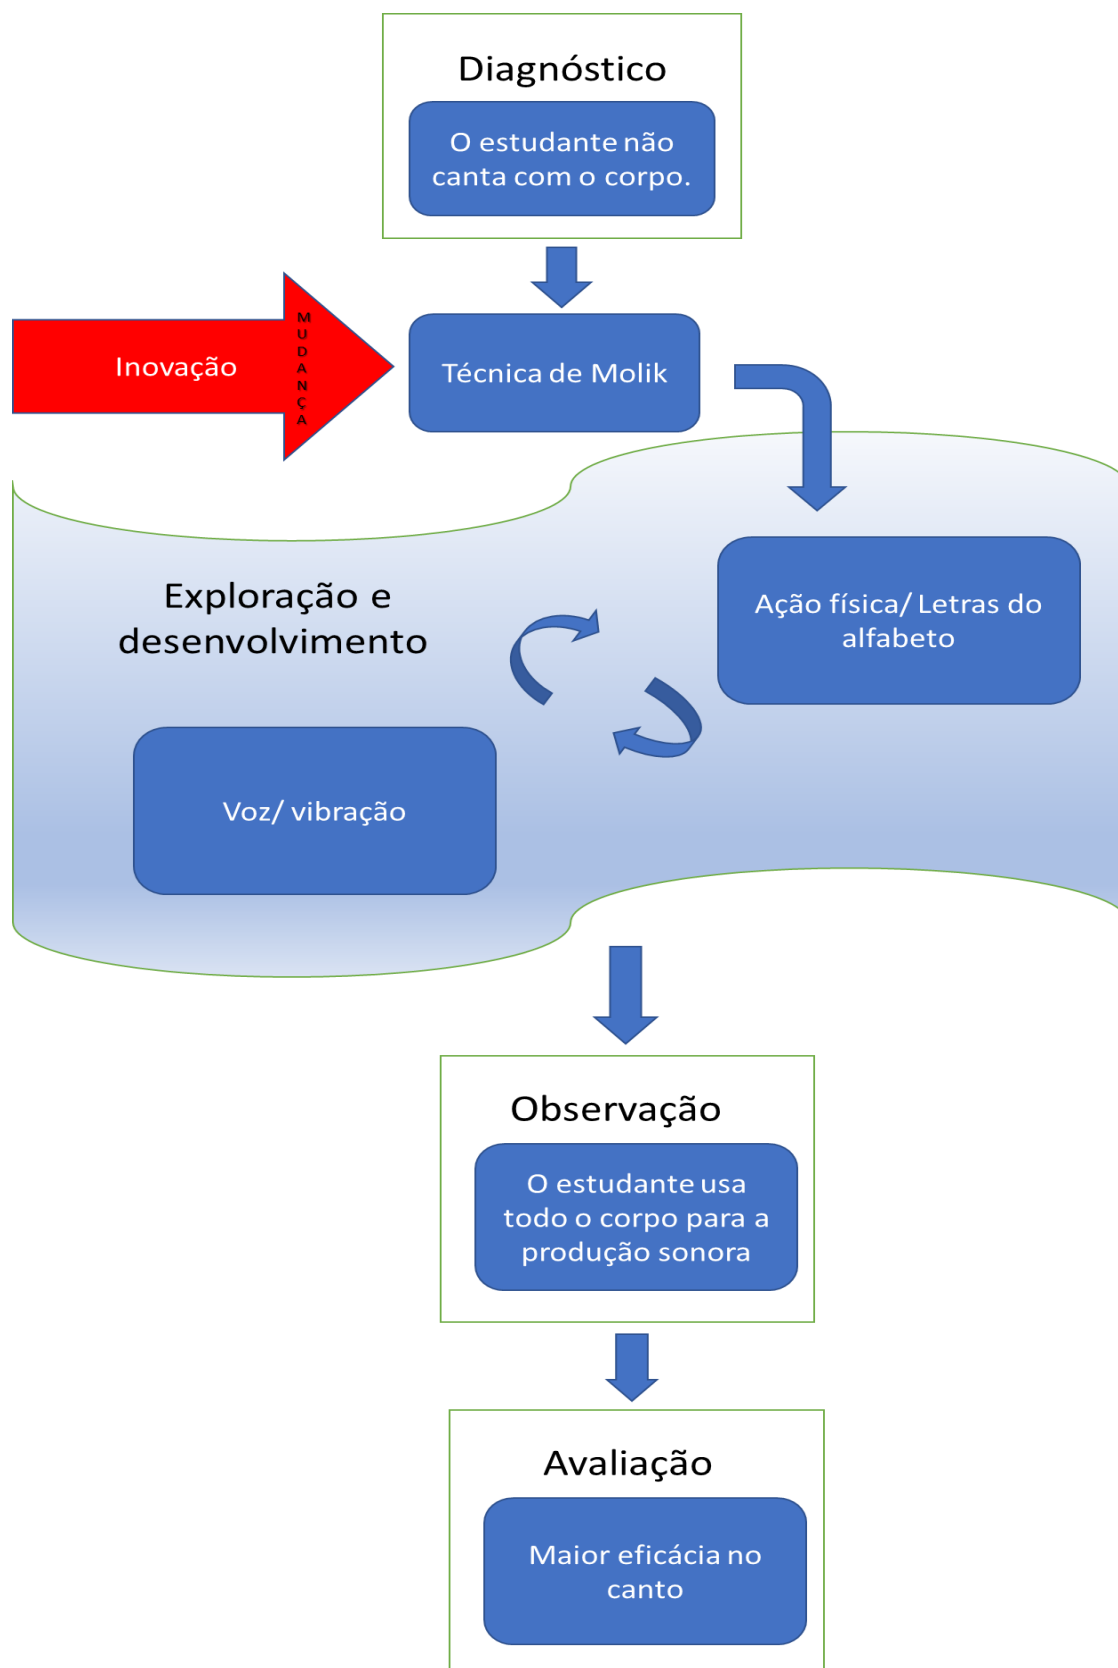 Diagnóstico
O estudante não
canta com o corpo.
Inovação
MUDANÇA
Técnica de Molik
Exploração e
desenvolvimento
Ação física/ Letras do
alfabeto
Voz/ vibração
Observação
O estudante usa
todo o corpo para a
produção sonora
Avaliação
Maior eficácia no
canto